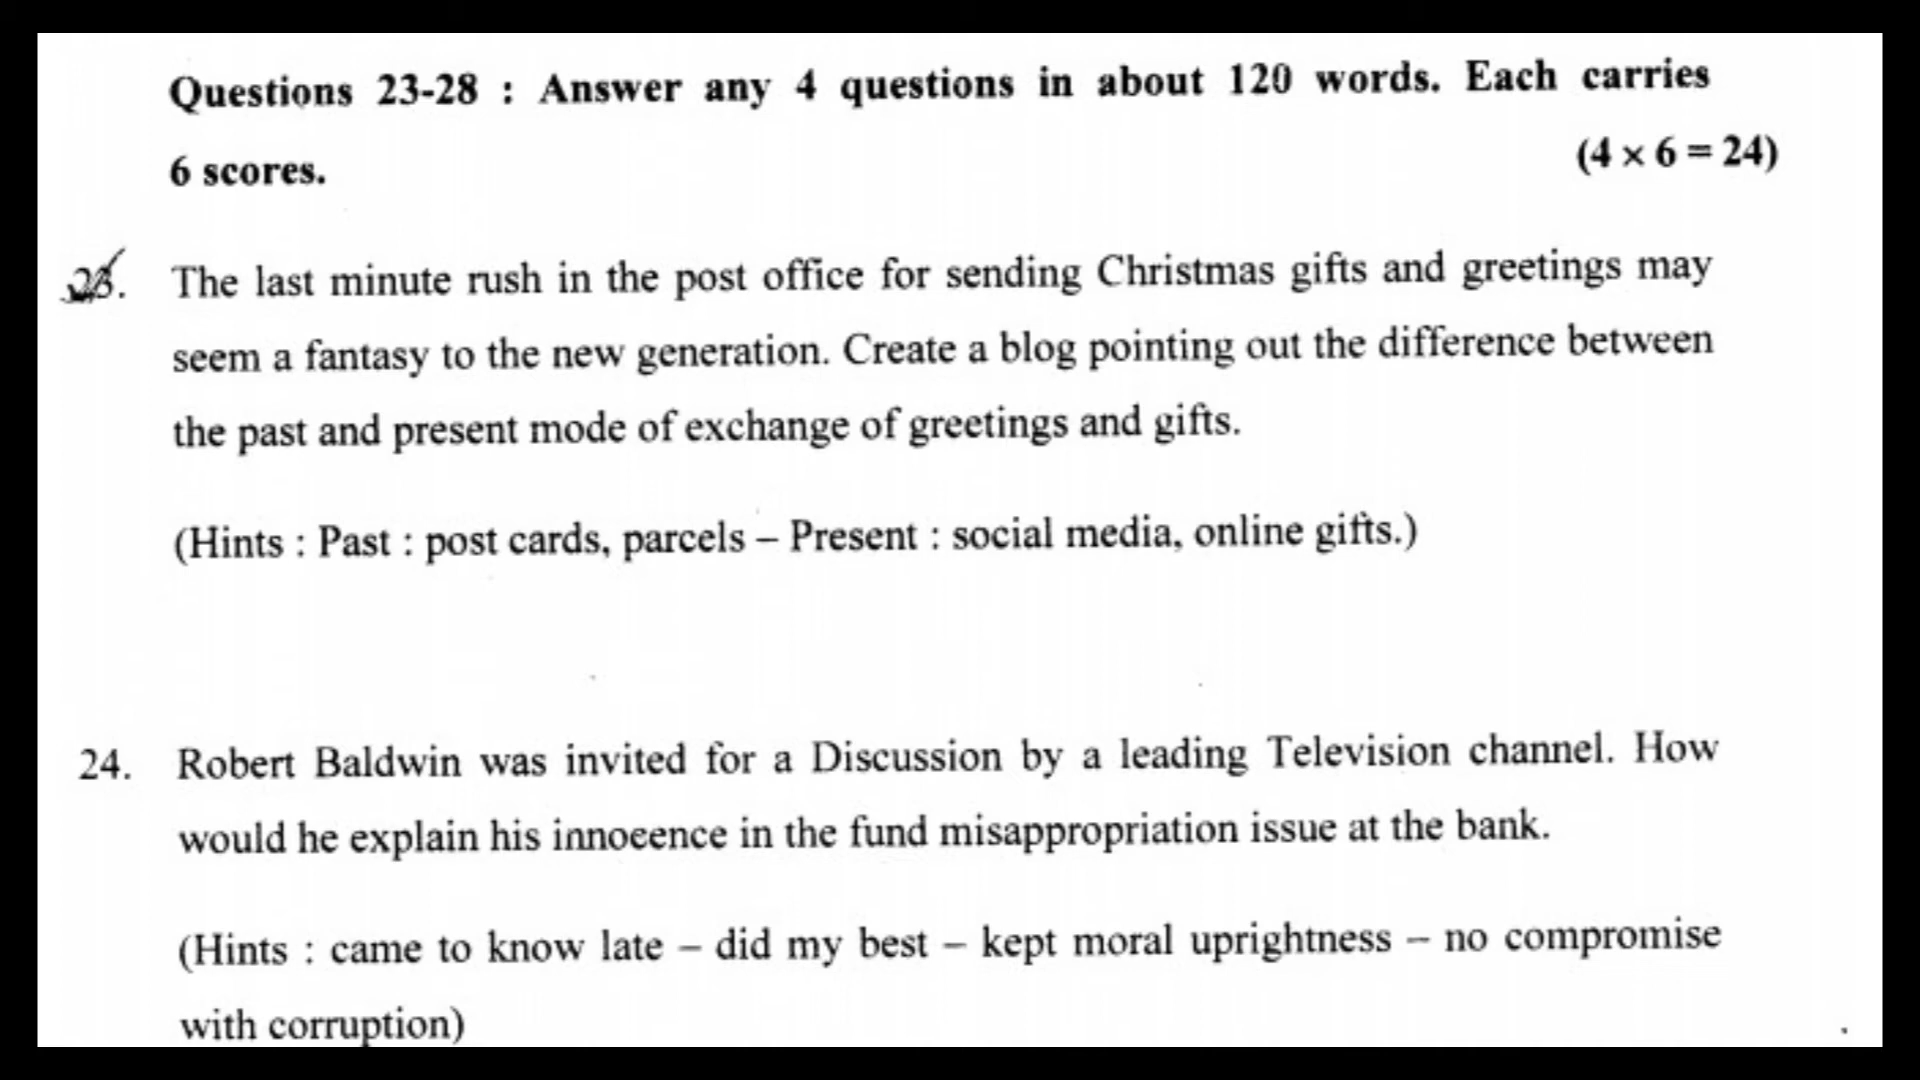 Questions 23-28 : Answer any 4 questions in about 120 words. Each carries
6 scores. (4 × 6 = 24)
23. The last minute rush in the post office for sending Christmas gifts and greetings may
seem a fantasy to the new generation. Create a blog pointing out the difference between
the past and present mode of exchange of greetings and gifts.
(Hints : Past : post cards, parcels – Present : social media, online gifts.)
24. Robert Baldwin was invited for a Discussion by a leading Television channel. How
would he explain his innocence in the fund misappropriation issue at the bank.
(Hints : came to know late – did my best – kept moral uprightness – no compromise
with corruption)